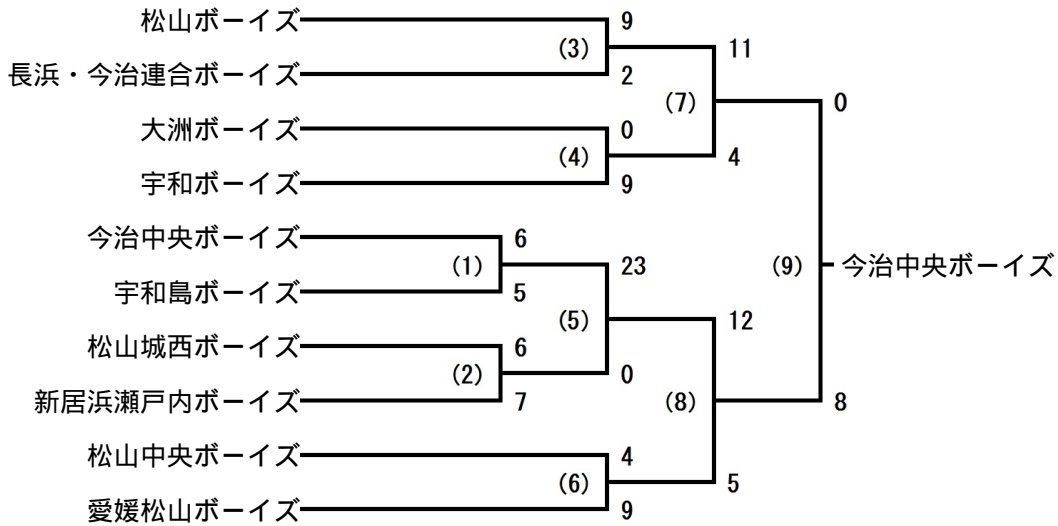 松山ボーイズ 9
(3) 11
長浜・今治連合ボーイズ 2
(7) 0
大洲ボーイズ 0
(4) 4
宇和ボーイズ 9
今治中央ボーイズ 6
(1) 23 (9) 今治中央ボーイズ
宇和島ボーイズ 5
(5) 12
松山城西ボーイズ 6
(2) 0
新居浜瀬戸内ボーイズ 7 (8) 8
松山中央ボーイズ 4
(6) 5
愛媛松山ボーイズ 9